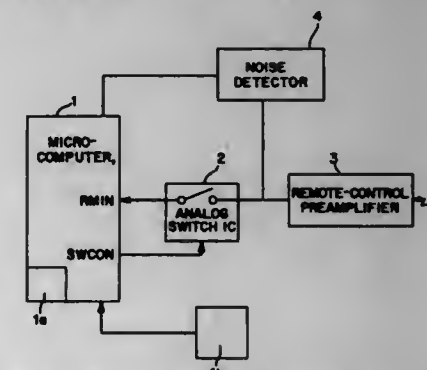 4
NOISE
DETECTOR
1
MICRO-
COMPUTER,
2
3
RMIN
ANALOG
SWITCH IC
REMOTE-CONTROL
PREAMPLIFIER
SWCON
1a